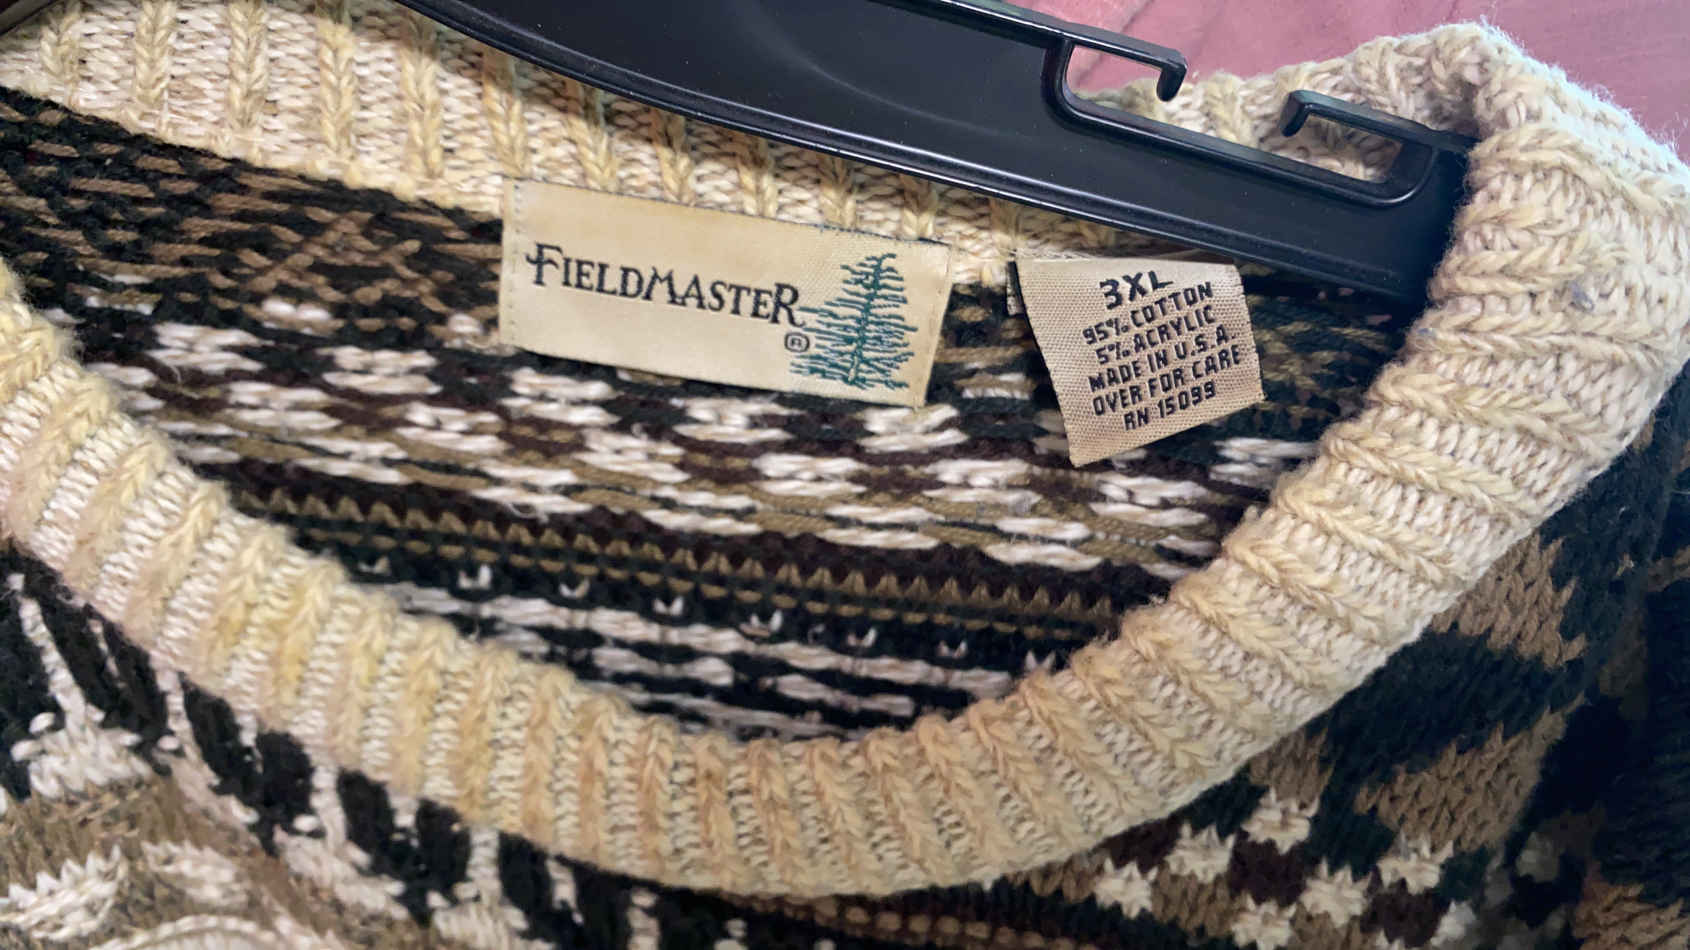 FIELDMASTER
®
3XL
95% COTTON
5% ACRYLIC
MADE IN U.S.A.
OVER FOR CARE
RN 15099